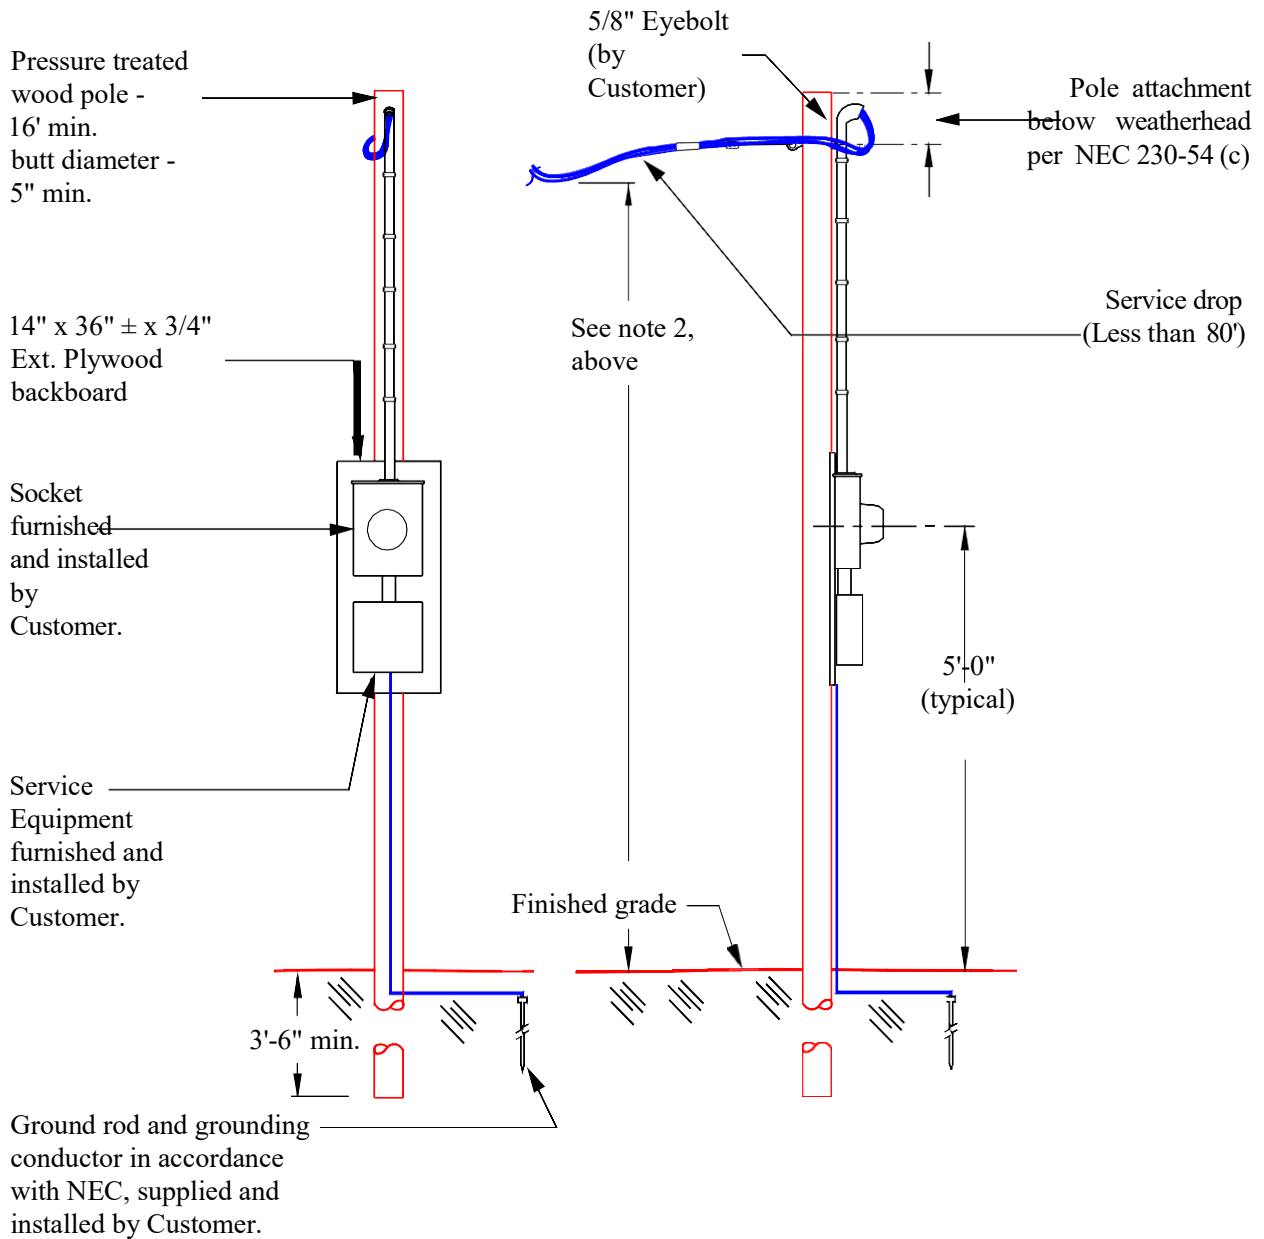 Pressure treated
wood pole -
16' min.
butt diameter -
5" min.
5/8" Eyebolt
(by
Customer)
Pole attachment
below weatherhead
per NEC 230-54 (c)
14" x 36" ± x 3/4"
Ext. Plywood
backboard
See note 2,
above
Service drop
(Less than 80')
Socket
furnished
and installed
by
Customer.
5'-0"
(typical)
Service
Equipment
furnished and
installed by
Customer.
Finished grade
3'-6" min.
Ground rod and grounding
conductor in accordance
with NEC, supplied and
installed by Customer.